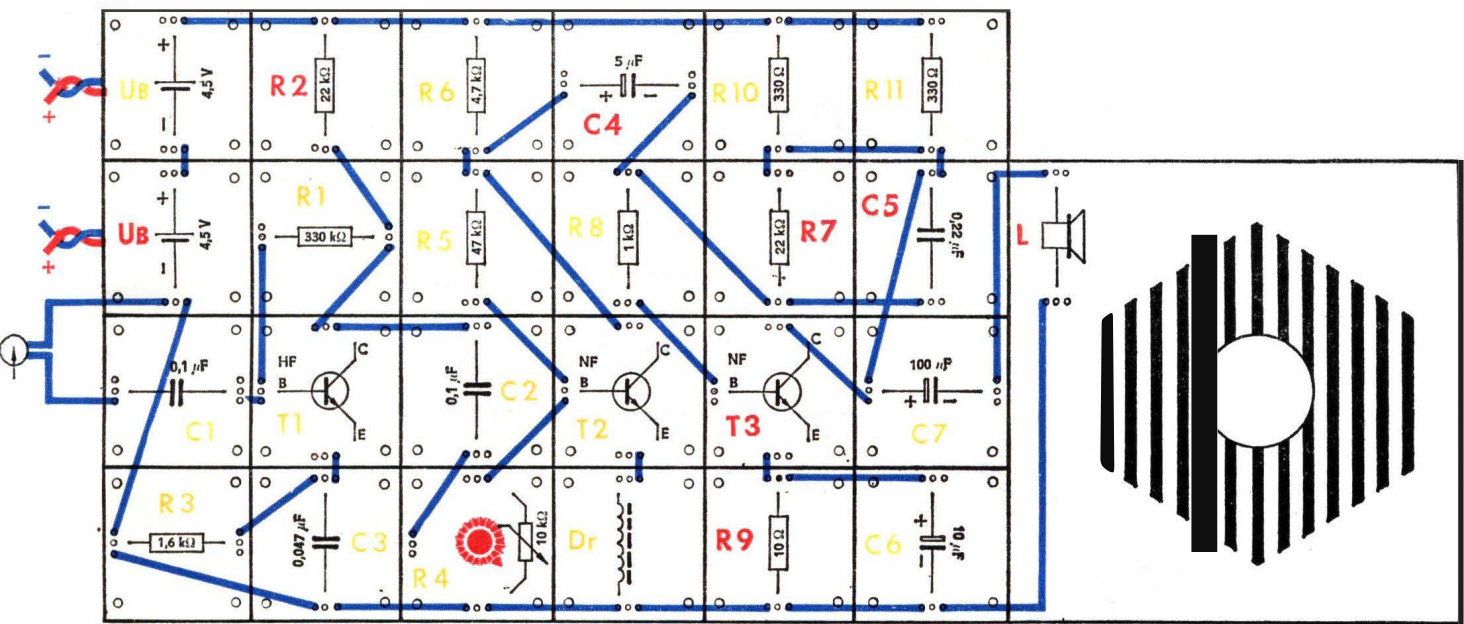 + UB 4,5 V −
R2 22 kΩ
R6 4,7 kΩ
5 µF + − C4
R10 330 Ω
R11 330 Ω
− +
+ UB 4,5 V −
R1 330 kΩ
R5 47 kΩ
R8 1 kΩ
22 kΩ + R7
C5 0,22 µF
L
− +
0,1 µF C1
HF C B T1 E
0,1 µF C2
NF C B T2 E
NF C B T3 E
100 µF + − C7
R3 1,6 kΩ
0,047 µF C3
R4 10 kΩ
Dr
R9 10 Ω
C6 + − 10 µF